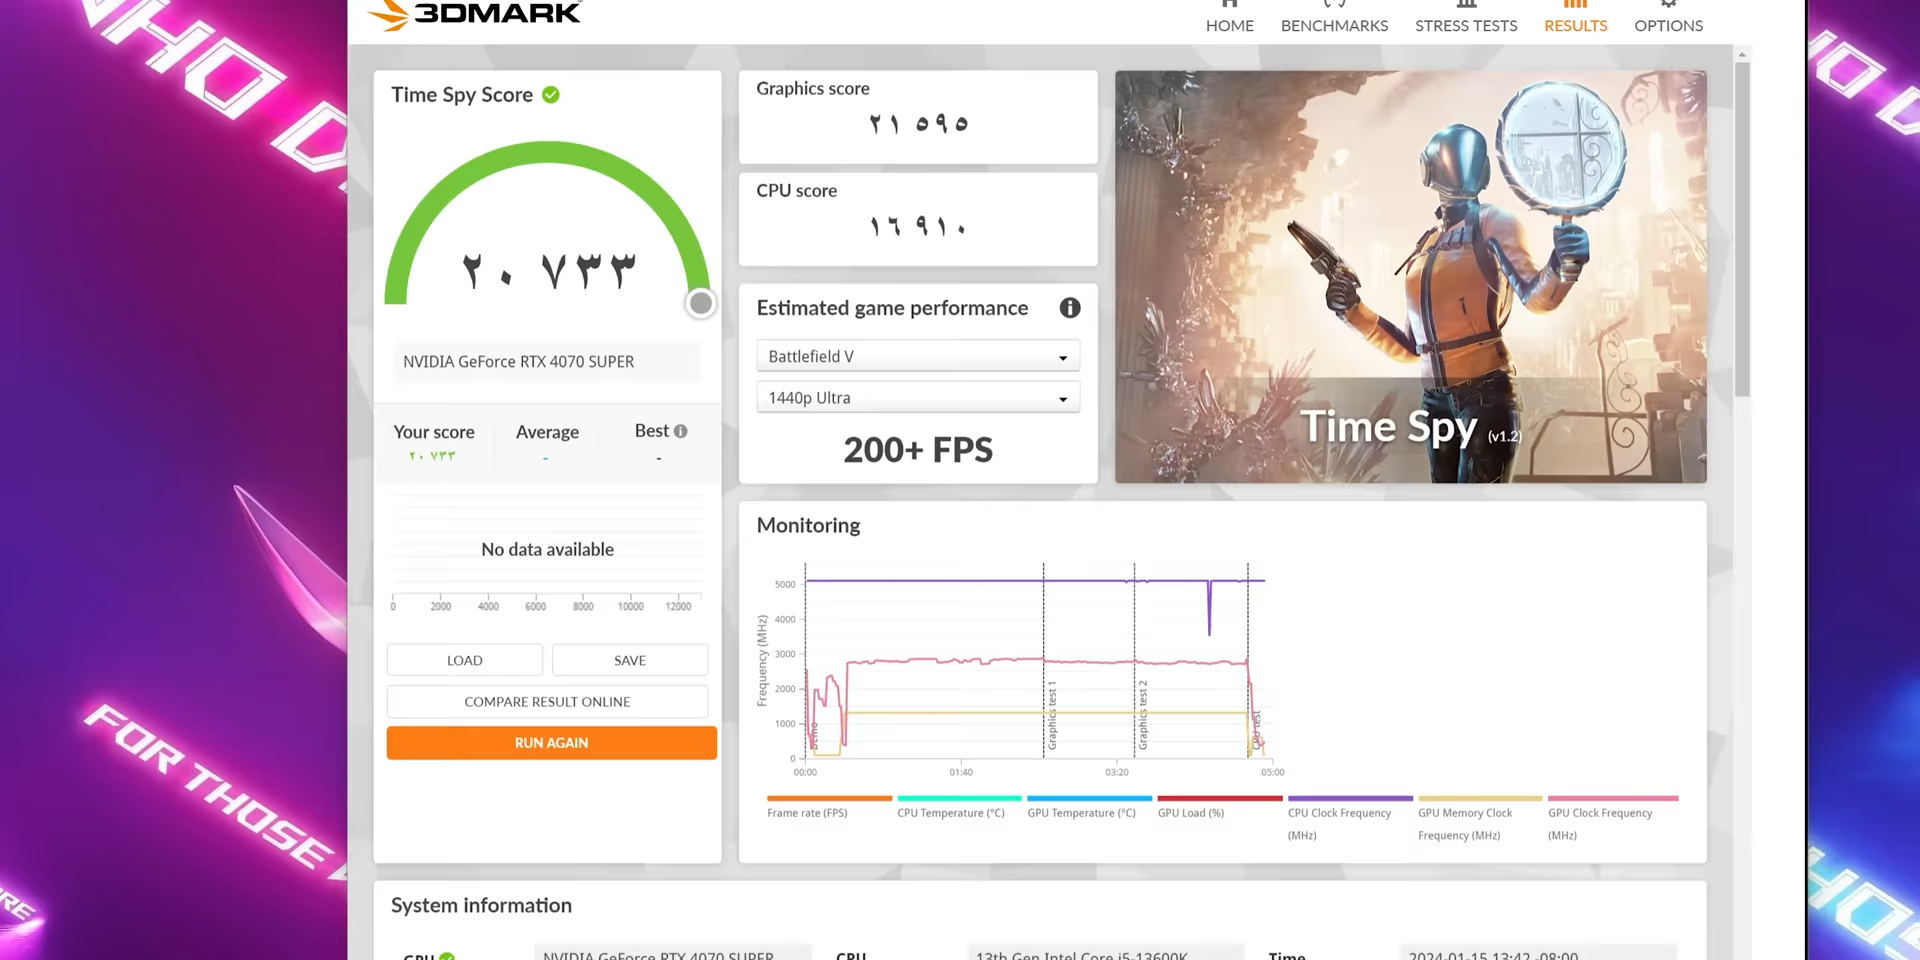 3DMARK
HOME BENCHMARKS STRESS TESTS RESULTS OPTIONS
Time Spy Score
٢٠ ٧٣٣
NVIDIA GeForce RTX 4070 SUPER
Your score Average Best
٢٠ ٧٣٣ - -
No data available
0 2000 4000 6000 8000 10000 12000
LOAD SAVE
COMPARE RESULT ONLINE
RUN AGAIN
Graphics score
٢١ ٥٩٥
CPU score
١٦ ٩١٠
Estimated game performance
Battlefield V
1440p Ultra
200+ FPS
Time Spy (v1.2)
Monitoring
Frequency (MHz)
5000
4000
3000
2000
1000
0
Demo
Graphics test 1
Graphics test 2
CPU test
00:00 01:40 03:20 05:00
Frame rate (FPS)
CPU Temperature (°C)
GPU Temperature (°C)
GPU Load (%)
CPU Clock Frequency
(MHz)
GPU Memory Clock
Frequency (MHz)
GPU Clock Frequency
(MHz)
System information
GPU NVIDIA GeForce RTX 4070 SUPER CPU 13th Gen Intel Core i5-13600K Time 2024-01-15 13:42 -08:00
WHO D
FOR THOSE